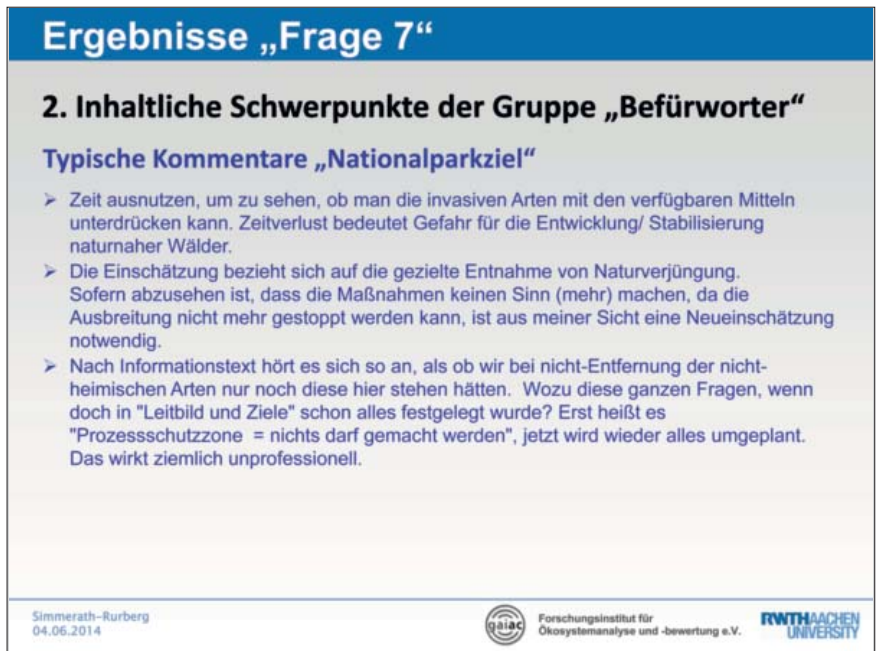 Ergebnisse „Frage 7“
2. Inhaltliche Schwerpunkte der Gruppe „Befürworter“
Typische Kommentare „Nationalparkziel“
➢ Zeit ausnutzen, um zu sehen, ob man die invasiven Arten mit den verfügbaren Mitteln
unterdrücken kann. Zeitverlust bedeutet Gefahr für die Entwicklung/ Stabilisierung
naturnaher Wälder.
➢ Die Einschätzung bezieht sich auf die gezielte Entnahme von Naturverjüngung.
Sofern abzusehen ist, dass die Maßnahmen keinen Sinn (mehr) machen, da die
Ausbreitung nicht mehr gestoppt werden kann, ist aus meiner Sicht eine Neueinschätzung
notwendig.
➢ Nach Informationstext hört es sich so an, als ob wir bei nicht-Entfernung der nicht-
heimischen Arten nur noch diese hier stehen hätten. Wozu diese ganzen Fragen, wenn
doch in "Leitbild und Ziele" schon alles festgelegt wurde? Erst heißt es
"Prozessschutzzone = nichts darf gemacht werden", jetzt wird wieder alles umgeplant.
Das wirkt ziemlich unprofessionell.
Simmerath-Rurberg
04.06.2014
gaiac
Forschungsinstitut für
Ökosystemanalyse und -bewertung e.V.
RWTHAACHEN
UNIVERSITY